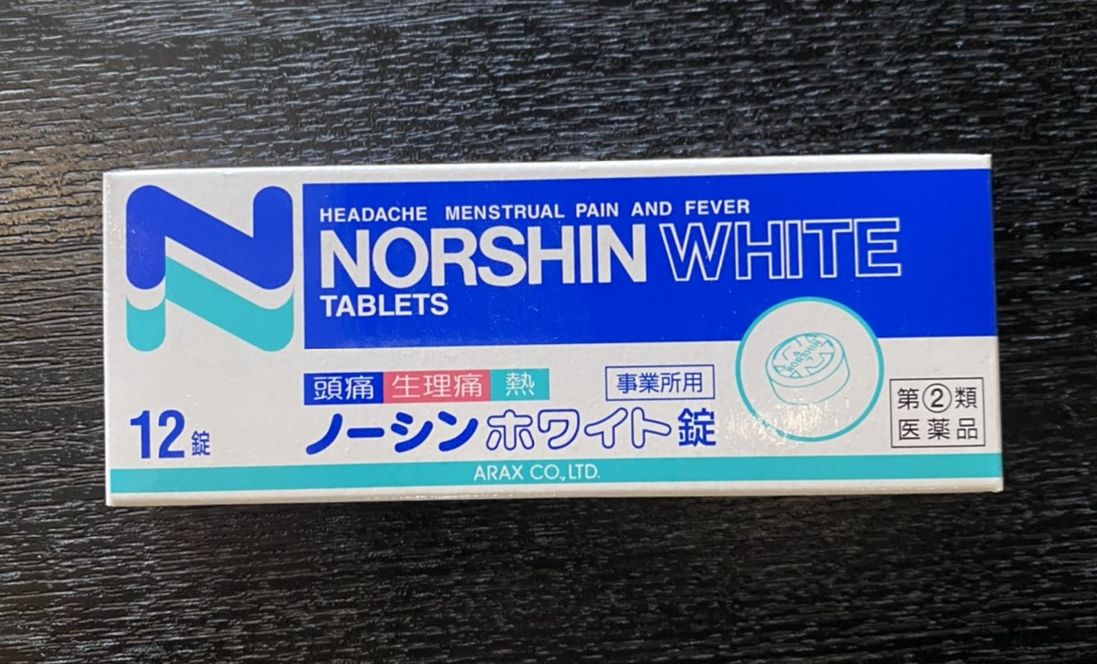 HEADACHE MENSTRUAL PAIN AND FEVER
NORSHIN WHITE
TABLETS
NORSHIN
頭痛 生理痛 熱
事業所用
第②類
医薬品
12錠
ノーシンホワイト錠
ARAX CO.,LTD.